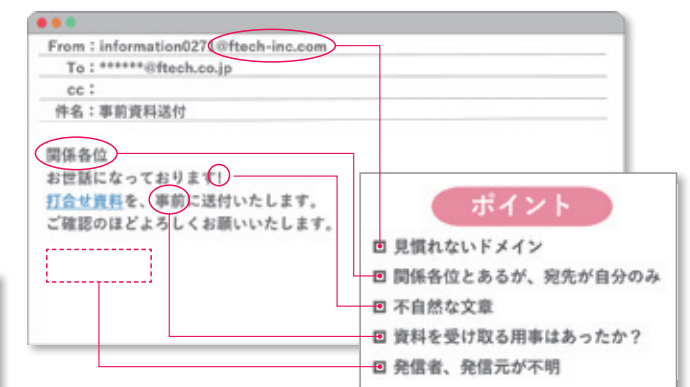 From：information0271@ftech-inc.com
To：******@ftech.co.jp
cc：
件名：事前資料送付
関係各位
お世話になっております!
打合せ資料を、事前に送付いたします。
ご確認のほどよろしくお願いいたします。
ポイント
見慣れないドメイン
関係各位とあるが、宛先が自分のみ
不自然な文章
資料を受け取る用事はあったか？
発信者、発信元が不明